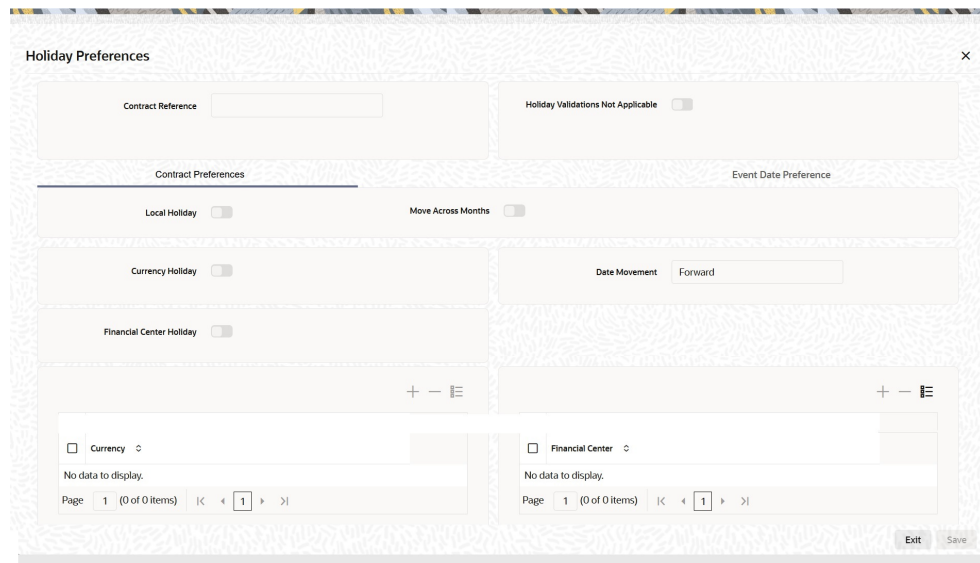 Holiday Preferences
Contract Reference
Holiday Validations Not Applicable
Contract Preferences
Event Date Preference
Local Holiday
Move Across Months
Currency Holiday
Date Movement
Forward
Financial Center Holiday
Currency
No data to display.
Page 1 (0 of 0 items) 1
Financial Center
No data to display.
Page 1 (0 of 0 items) 1
Exit
Save